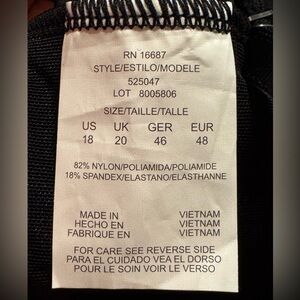 RN 16687
STYLE/ESTILO/MODELE
525047
LOT 8005806
SIZE/TAILLE/TALLE
US UK GER EUR
18 20 46 48
82% NYLON/POLIAMIDA/POLIAMIDE
18% SPANDEX/ELASTANO/ELASTHANNE
MADE IN VIETNAM
HECHO EN VIETNAM
FABRIQUE EN VIETNAM
FOR CARE SEE REVERSE SIDE
PARA EL CUIDADO VEA EL DORSO
POUR LE SOIN VOIR LE VERSO